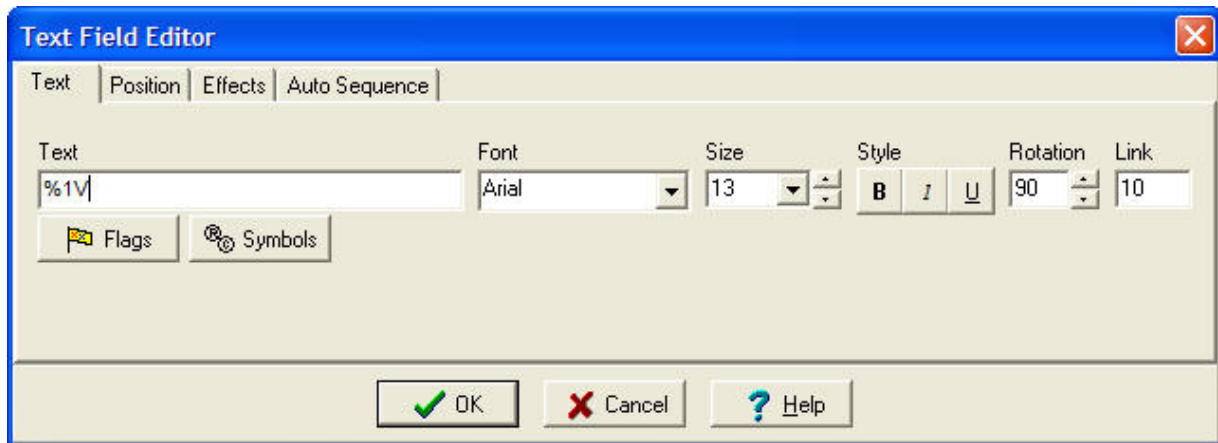 Text Field Editor
Text Position Effects Auto Sequence
Text Font Size Style Rotation Link
%1V Arial 13 B I U 90 10
Flags Symbols
OK Cancel Help